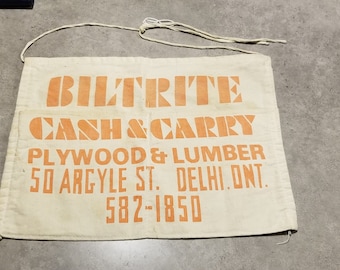 BILTRITE
CASH & CARRY
PLYWOOD & LUMBER
50 ARGYLE ST. DELHI. ONT.
582-1850